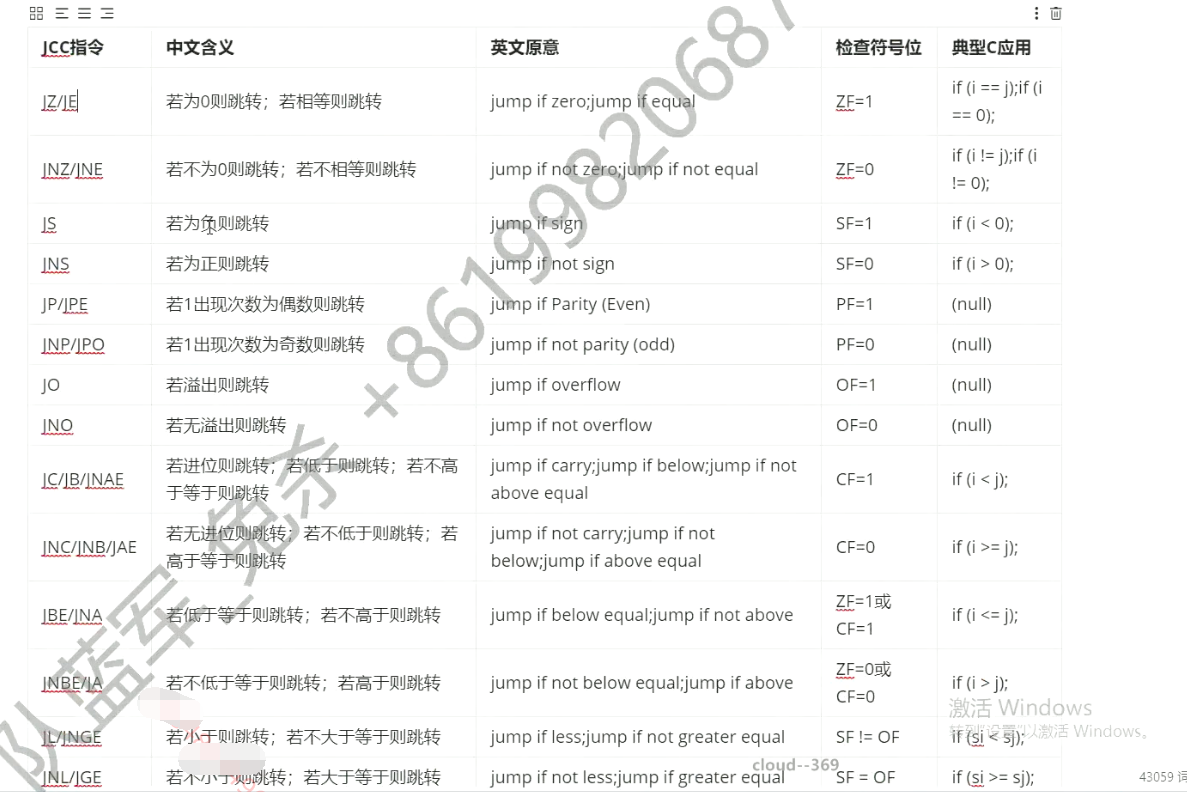 JCC指令 中文含义 英文原意 检查符号位 典型C应用
JZ/JE 若为0则跳转；若相等则跳转 jump if zero;jump if equal ZF=1 if (i == j);if (i
== 0);
JNZ/JNE 若不为0则跳转；若不相等则跳转 jump if not zero;jump if not equal ZF=0 if (i != j);if (i
!= 0);
JS 若为负则跳转 jump if sign SF=1 if (i < 0);
JNS 若为正则跳转 jump if not sign SF=0 if (i > 0);
JP/JPE 若1出现次数为偶数则跳转 jump if Parity (Even) PF=1 (null)
JNP/JPO 若1出现次数为奇数则跳转 jump if not parity (odd) PF=0 (null)
JO 若溢出则跳转 jump if overflow OF=1 (null)
JNO 若无溢出则跳转 jump if not overflow OF=0 (null)
JC/JB/JNAE 若进位则跳转；若低于则跳转；若不高
于等于则跳转 jump if carry;jump if below;jump if not
above equal CF=1 if (i < j);
JNC/JNB/JAE 若无进位则跳转；若不低于则跳转；若
高于等于则跳转 jump if not carry;jump if not
below;jump if above equal CF=0 if (i >= j);
JBE/JNA 若低于等于则跳转；若不高于则跳转 jump if below equal;jump if not above ZF=1或
CF=1 if (i <= j);
JNBE/JA 若不低于等于则跳转；若高于则跳转 jump if not below equal;jump if above ZF=0或
CF=0 if (i > j);
JL/JNGE 若小于则跳转；若不大于等于则跳转 jump if less;jump if not greater equal SF != OF if (si < sj);
JNL/JGE 若不小于则跳转；若大于等于则跳转 jump if not less;jump if greater equal SF = OF if (si >= sj);
队蓝军_免杀 +8619982020687
激活 Windows
转到"设置"以激活 Windows。
cloud--369
43059 词